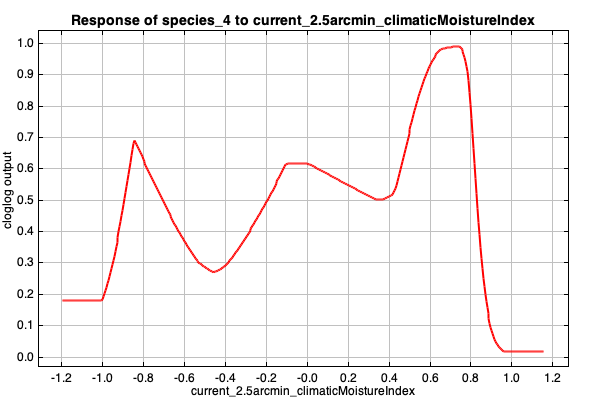 Response of species_4 to current_2.5arcmin_climaticMoistureIndex
1.0
0.9
0.8
0.7
0.6
0.5
0.4
0.3
0.2
0.1
0.0
cloglog output
-1.2 -1.0 -0.8 -0.6 -0.4 -0.2 -0.0 0.2 0.4 0.6 0.8 1.0 1.2
current_2.5arcmin_climaticMoistureIndex